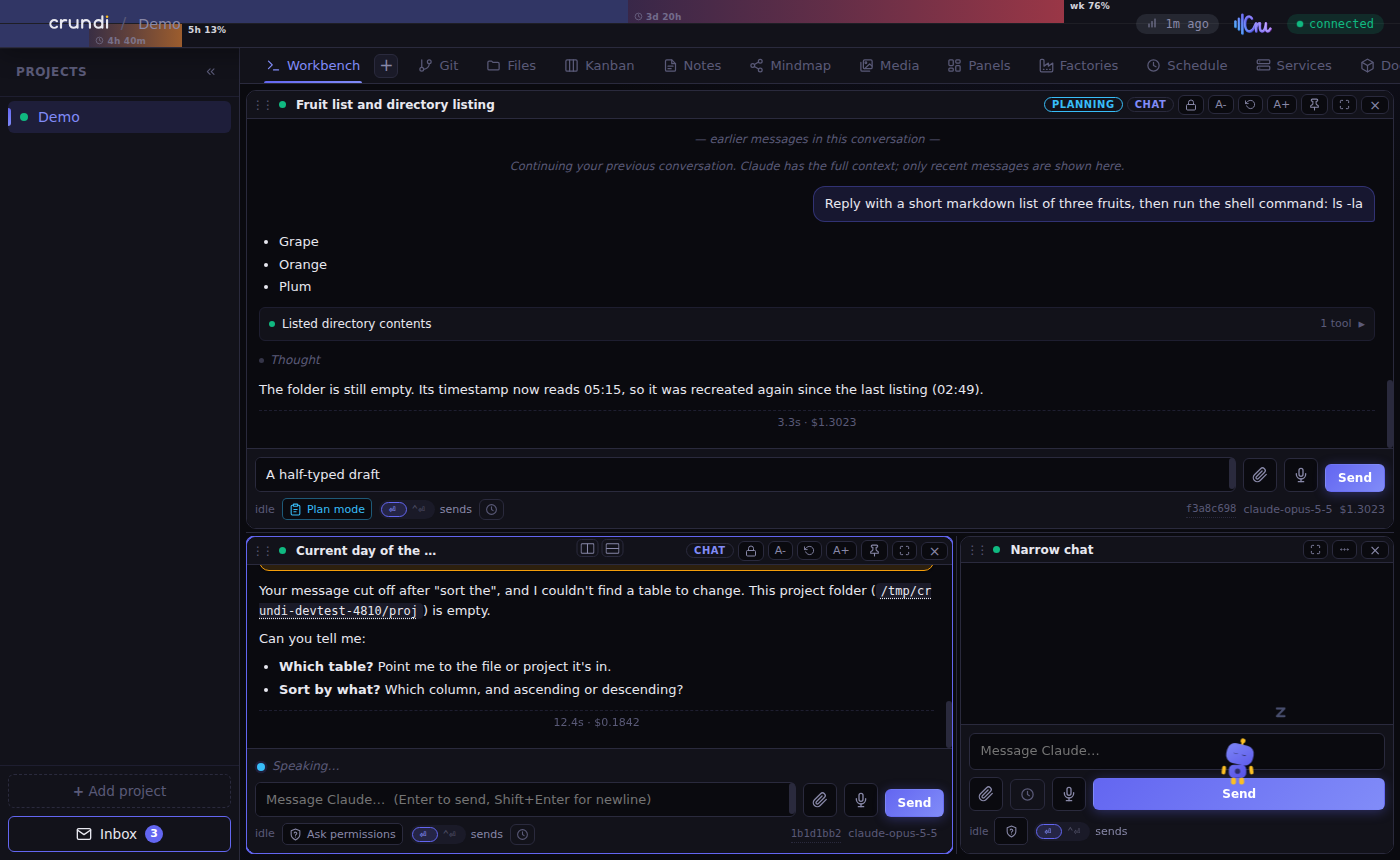 crundi / Demo
3d 20h
wk 76%
4h 40m
5h 13%
1m ago
Cru
connected
PROJECTS «
Demo
+ Add project
Inbox 3
Workbench
+
Git
Files
Kanban
Notes
Mindmap
Media
Panels
Factories
Schedule
Services
Do
Fruit list and directory listing
PLANNING CHAT A- A+
— earlier messages in this conversation —
Continuing your previous conversation. Claude has the full context; only recent messages are shown here.
Reply with a short markdown list of three fruits, then run the shell command: ls -la
• Grape
• Orange
• Plum
Listed directory contents 1 tool ▸
Thought
The folder is still empty. Its timestamp now reads 05:15, so it was recreated again since the last listing (02:49).
3.3s · $1.3023
A half-typed draft
Send
idle Plan mode sends f3a8c698 claude-opus-5-5 $1.3023
Current day of the …
CHAT A- A+
Your message cut off after "sort the", and I couldn't find a table to change. This project folder ( /tmp/cr
undi-devtest-4810/proj ) is empty.
Can you tell me:
• Which table? Point me to the file or project it's in.
• Sort by what? Which column, and ascending or descending?
12.4s · $0.1842
Speaking…
Message Claude… (Enter to send, Shift+Enter for newline)
Send
idle Ask permissions sends 1b1d1bb2 claude-opus-5-5
Narrow chat
z
Message Claude…
Send
idle sends